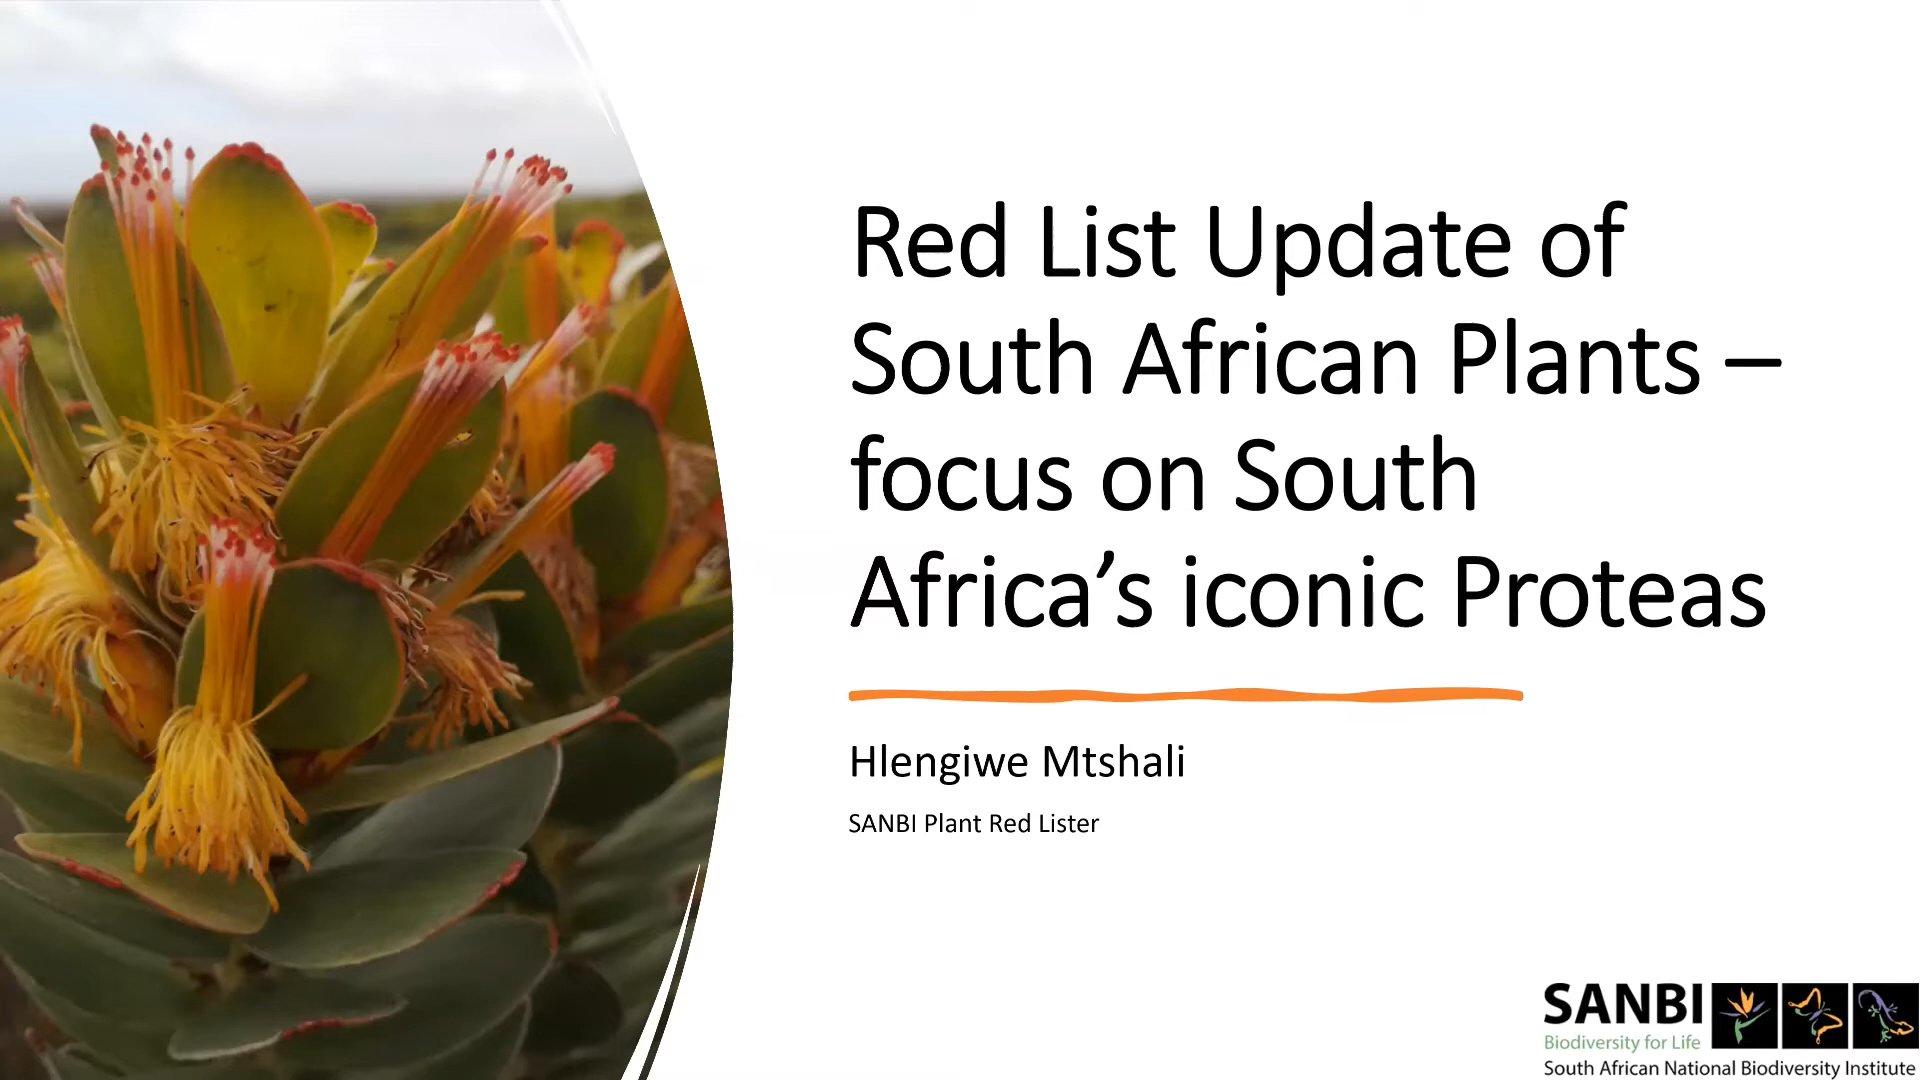 Red List Update of
South African Plants –
focus on South
Africa’s iconic Proteas
Hlengiwe Mtshali
SANBI Plant Red Lister
SANBI
Biodiversity for Life
South African National Biodiversity Institute